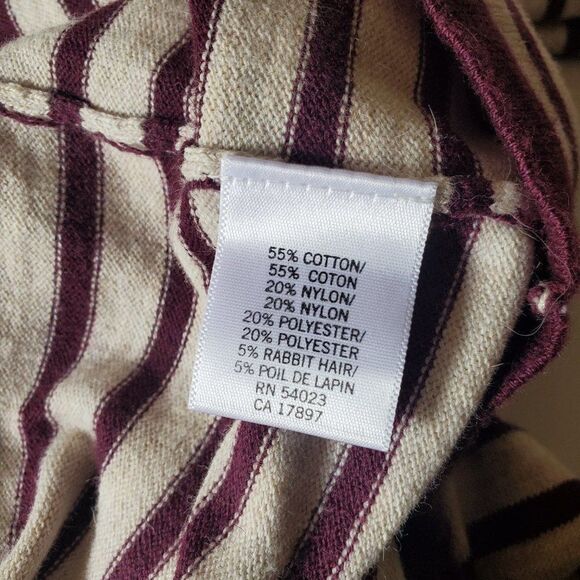 55% COTTON/
55% COTON
20% NYLON/
20% NYLON
20% POLYESTER/
20% POLYESTER
5% RABBIT HAIR/
5% POIL DE LAPIN
RN 54023
CA 17897